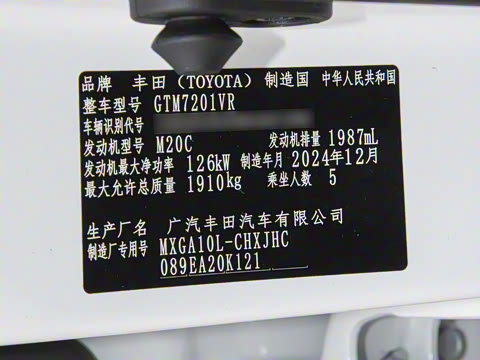 品牌 丰田（TOYOTA） 制造国 中华人民共和国
整车型号 GTM7201VR
车辆识别代号
发动机型号 M20C 发动机排量 1987mL
发动机最大净功率 126kW 制造年月 2024年12月
最大允许总质量 1910kg 乘坐人数 5
生产厂名 广汽丰田汽车有限公司
制造厂专用号 MXGA10L-CHXJHC
089EA20K121